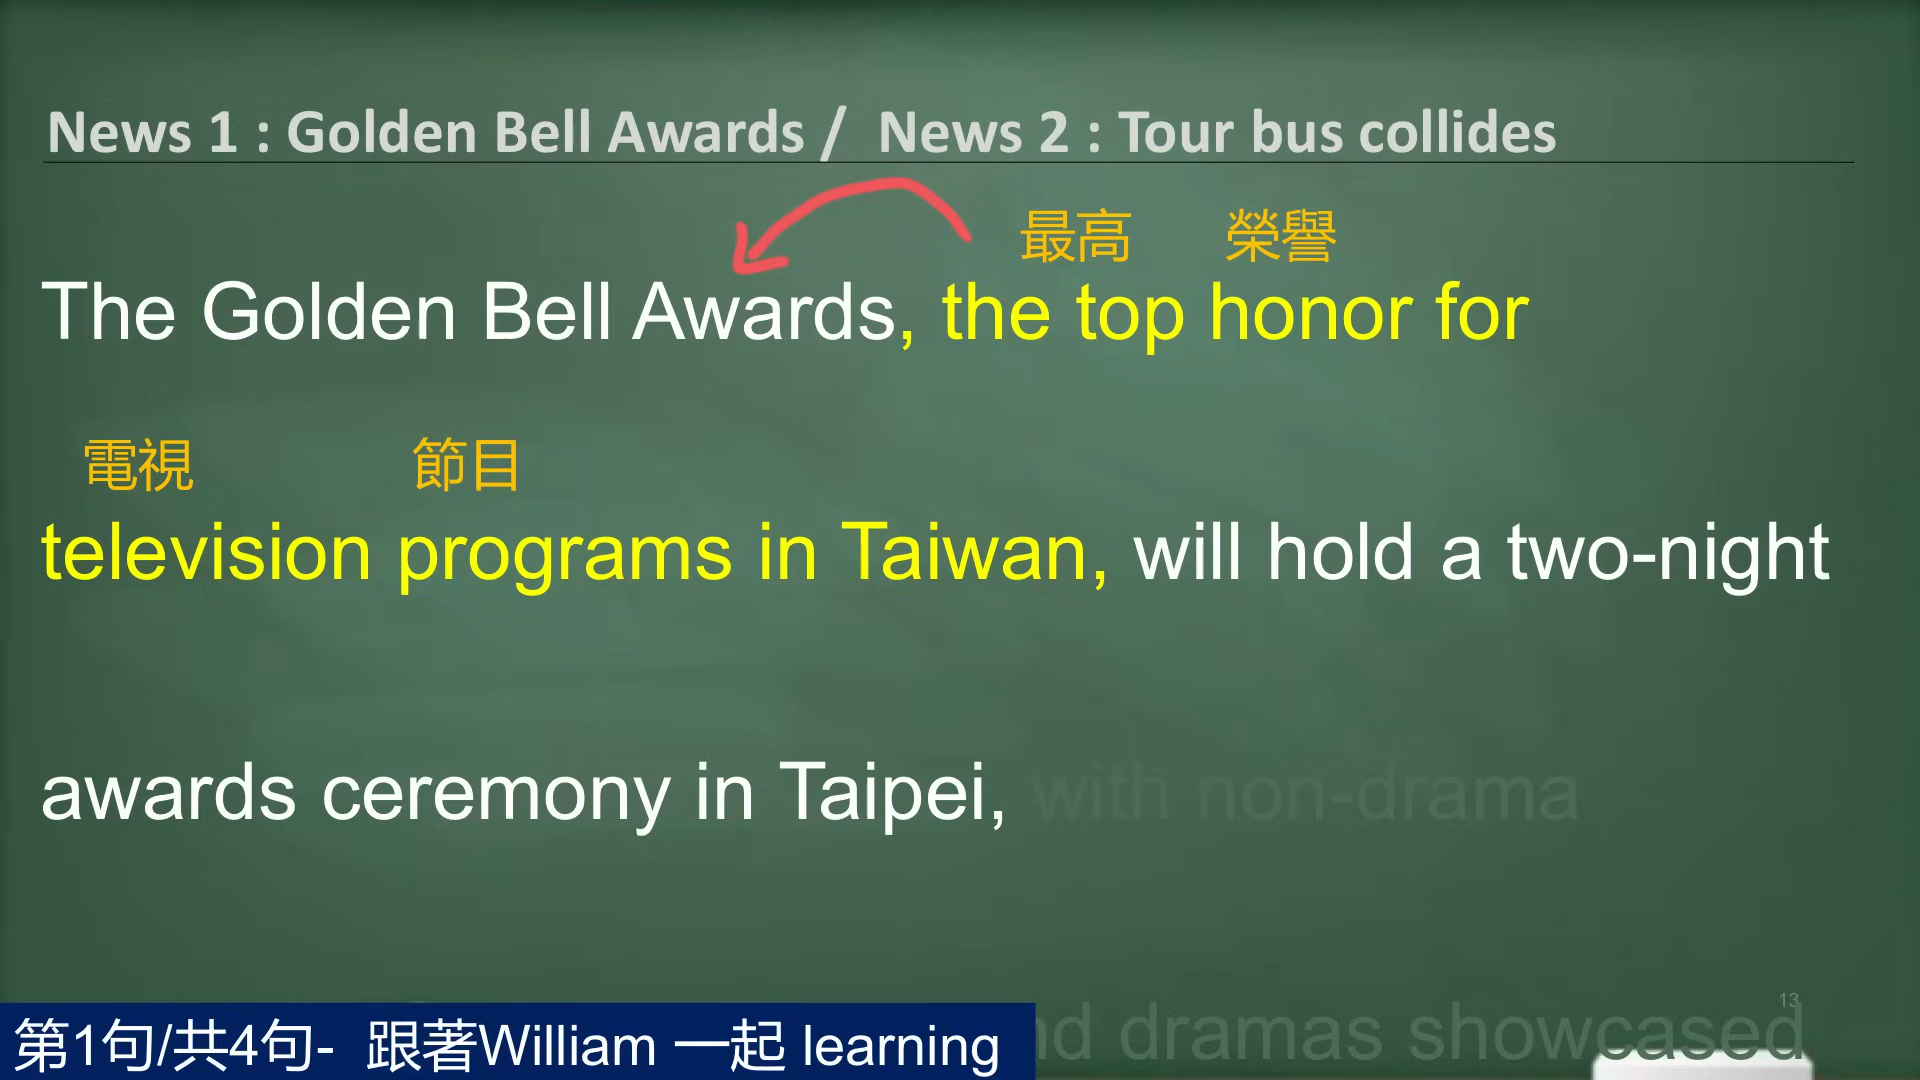 News 1 : Golden Bell Awards / News 2 : Tour bus collides
最高 榮譽
The Golden Bell Awards, the top honor for
電視 節目
television programs in Taiwan, will hold a two-night
awards ceremony in Taipei, with non-drama
dramas showcased
13
第1句/共4句- 跟著William 一起 learning